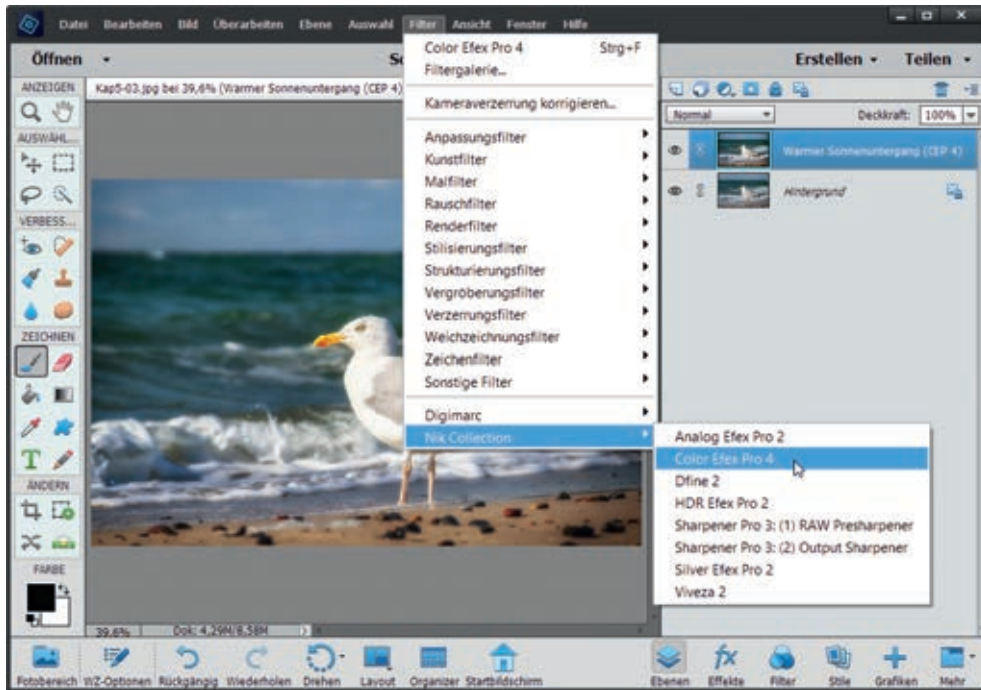 Datei Bearbeiten Bild Überarbeiten Ebene Auswahl Filter Ansicht Fenster Hilfe
Öffnen
Erstellen
Teilen
ANZEIGEN
AUSWÄHL...
VERBESS...
ZEICHNEN
ÄNDERN
FARBE
Kap5-03.jpg bei 39,6% (Warmer Sonnenuntergang (CEP 4)
Color Efex Pro 4 Strg+F
Filtergalerie...
Kameraverzerrung korrigieren...
Anpassungsfilter
Kunstfilter
Malfilter
Rauschfilter
Renderfilter
Stilisierungsfilter
Strukturierungsfilter
Vergröberungsfilter
Verzerrungsfilter
Weichzeichnungsfilter
Zeichenfilter
Sonstige Filter
Digimarc
Nik Collection
Analog Efex Pro 2
Color Efex Pro 4
Dfine 2
HDR Efex Pro 2
Sharpener Pro 3: (1) RAW Presharpener
Sharpener Pro 3: (2) Output Sharpener
Silver Efex Pro 2
Viveza 2
Normal
Deckkraft: 100%
Warmer Sonnenuntergang (CEP 4)
Hintergrund
39,6% Dok: 4,29M/8,58M
Fotobereich WZ-Optionen Rückgängig Wiederholen Drehen Layout Organizer Startbildschirm
Ebenen Effekte Filter Stile Grafiken Mehr